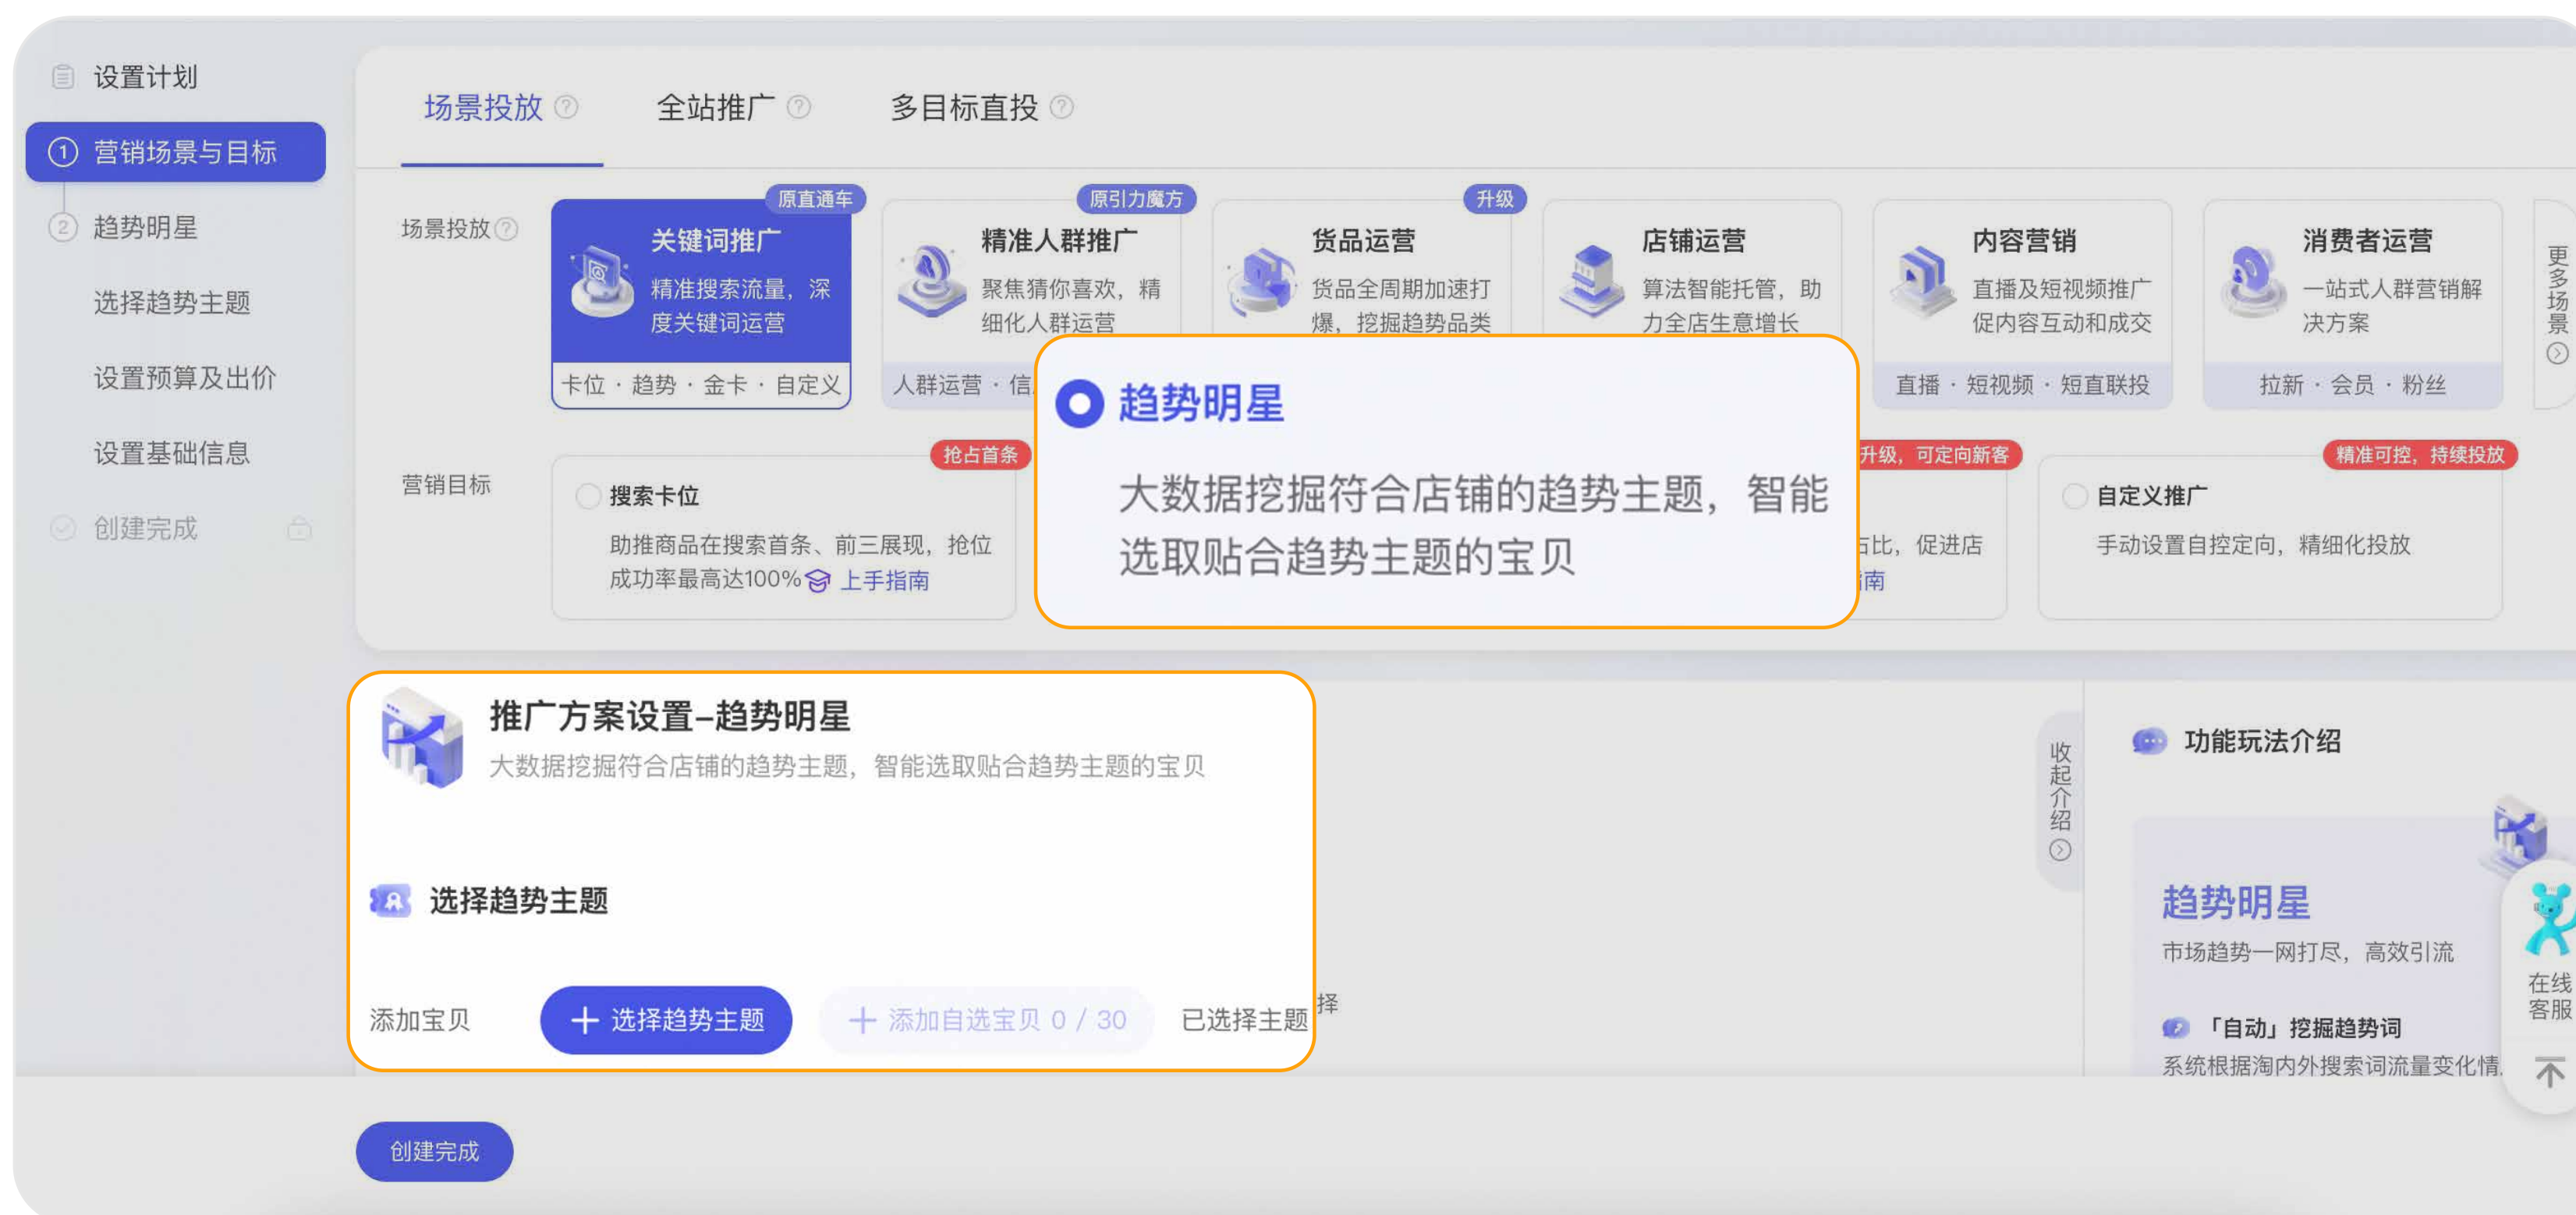 设置计划
① 营销场景与目标
② 趋势明星
选择趋势主题
设置预算及出价
设置基础信息
创建完成
场景投放 ?
全站推广 ?
多目标直投 ?
场景投放 ?
原直通车
关键词推广
精准搜索流量，深
度关键词运营
卡位 · 趋势 · 金卡 · 自定义
原引力魔方
精准人群推广
聚焦猜你喜欢，精
细化人群运营
人群运营 · 信
升级
货品运营
货品全周期加速打
爆，挖掘趋势品类
店铺运营
算法智能托管，助
力全店生意增长
内容营销
直播及短视频推广
促内容互动和成交
直播 · 短视频 · 短直联投
消费者运营
一站式人群营销解
决方案
拉新 · 会员 · 粉丝
更多场景
营销目标
抢占首条
搜索卡位
助推商品在搜索首条、前三展现，抢位
成功率最高达100% 上手指南
趋势明星
大数据挖掘符合店铺的趋势主题，智能
选取贴合趋势主题的宝贝
升级，可定向新客
占比，促进店
指南
精准可控，持续投放
自定义推广
手动设置自控定向，精细化投放
推广方案设置–趋势明星
大数据挖掘符合店铺的趋势主题，智能选取贴合趋势主题的宝贝
选择趋势主题
添加宝贝
＋ 选择趋势主题
＋ 添加自选宝贝 0 / 30
已选择主题
择
收起介绍
功能玩法介绍
趋势明星
市场趋势一网打尽，高效引流
「自动」挖掘趋势词
系统根据淘内外搜索词流量变化情
在线
客服
创建完成